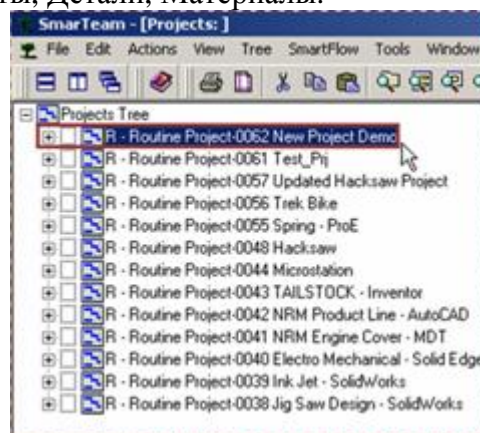 Детали, Материалы.
SmarTeam - [Projects: ]
File Edit Actions View Tree SmartFlow Tools Window
Projects Tree
R - Routine Project-0062 New Project Demo
R - Routine Project-0061 Test_Prj
R - Routine Project-0057 Updated Hacksaw Project
R - Routine Project-0056 Trek Bike
R - Routine Project-0055 Spring - ProE
R - Routine Project-0048 Hacksaw
R - Routine Project-0044 Microstation
R - Routine Project-0043 TAILSTOCK - Inventor
R - Routine Project-0042 NRM Product Line - AutoCAD
R - Routine Project-0041 NRM Engine Cover - MDT
R - Routine Project-0040 Electro Mechanical - Solid Edge
R - Routine Project-0039 Ink Jet - SolidWorks
R - Routine Project-0038 Jig Saw Design - SolidWorks